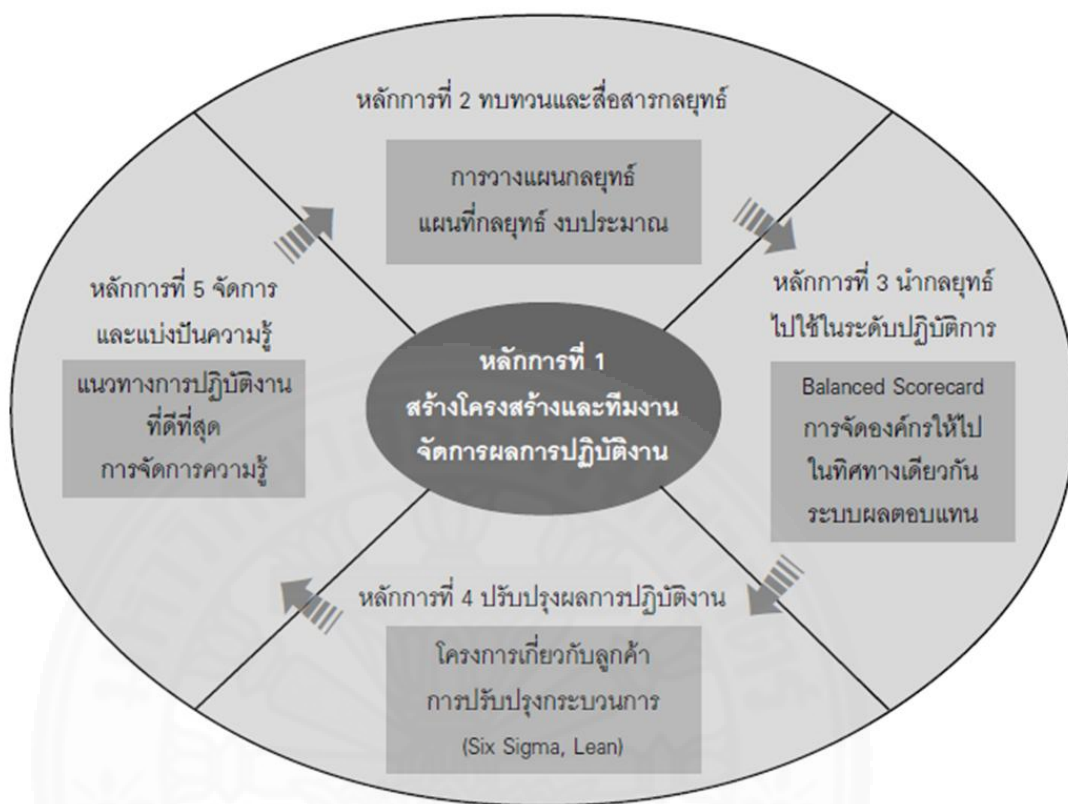 หลักการที่ 2 ทบทวนและสื่อสารกลยุทธ์
การวางแผนกลยุทธ์
แผนที่กลยุทธ์ งบประมาณ
หลักการที่ 5 จัดการ
และแบ่งปันความรู้
แนวทางการปฏิบัติงาน
ที่ดีที่สุด
การจัดการความรู้
หลักการที่ 1
สร้างโครงสร้างและทีมงาน
จัดการผลการปฏิบัติงาน
หลักการที่ 3 นำกลยุทธ์
ไปใช้ในระดับปฏิบัติการ
Balanced Scorecard
การจัดองค์กรให้ไป
ในทิศทางเดียวกัน
ระบบผลตอบแทน
หลักการที่ 4 ปรับปรุงผลการปฏิบัติงาน
โครงการเกี่ยวกับลูกค้า
การปรับปรุงกระบวนการ
(Six Sigma, Lean)